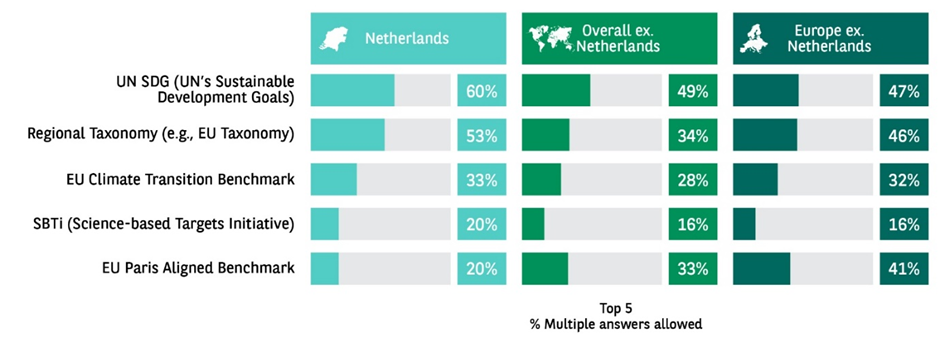 Netherlands
Overall ex.
Netherlands
Europe ex.
Netherlands
UN SDG (UN's Sustainable
Development Goals)
60%
49%
47%
Regional Taxonomy (e.g., EU Taxonomy)
53%
34%
46%
EU Climate Transition Benchmark
33%
28%
32%
SBTi (Science-based Targets Initiative)
20%
16%
16%
EU Paris Aligned Benchmark
20%
33%
41%
Top 5
% Multiple answers allowed